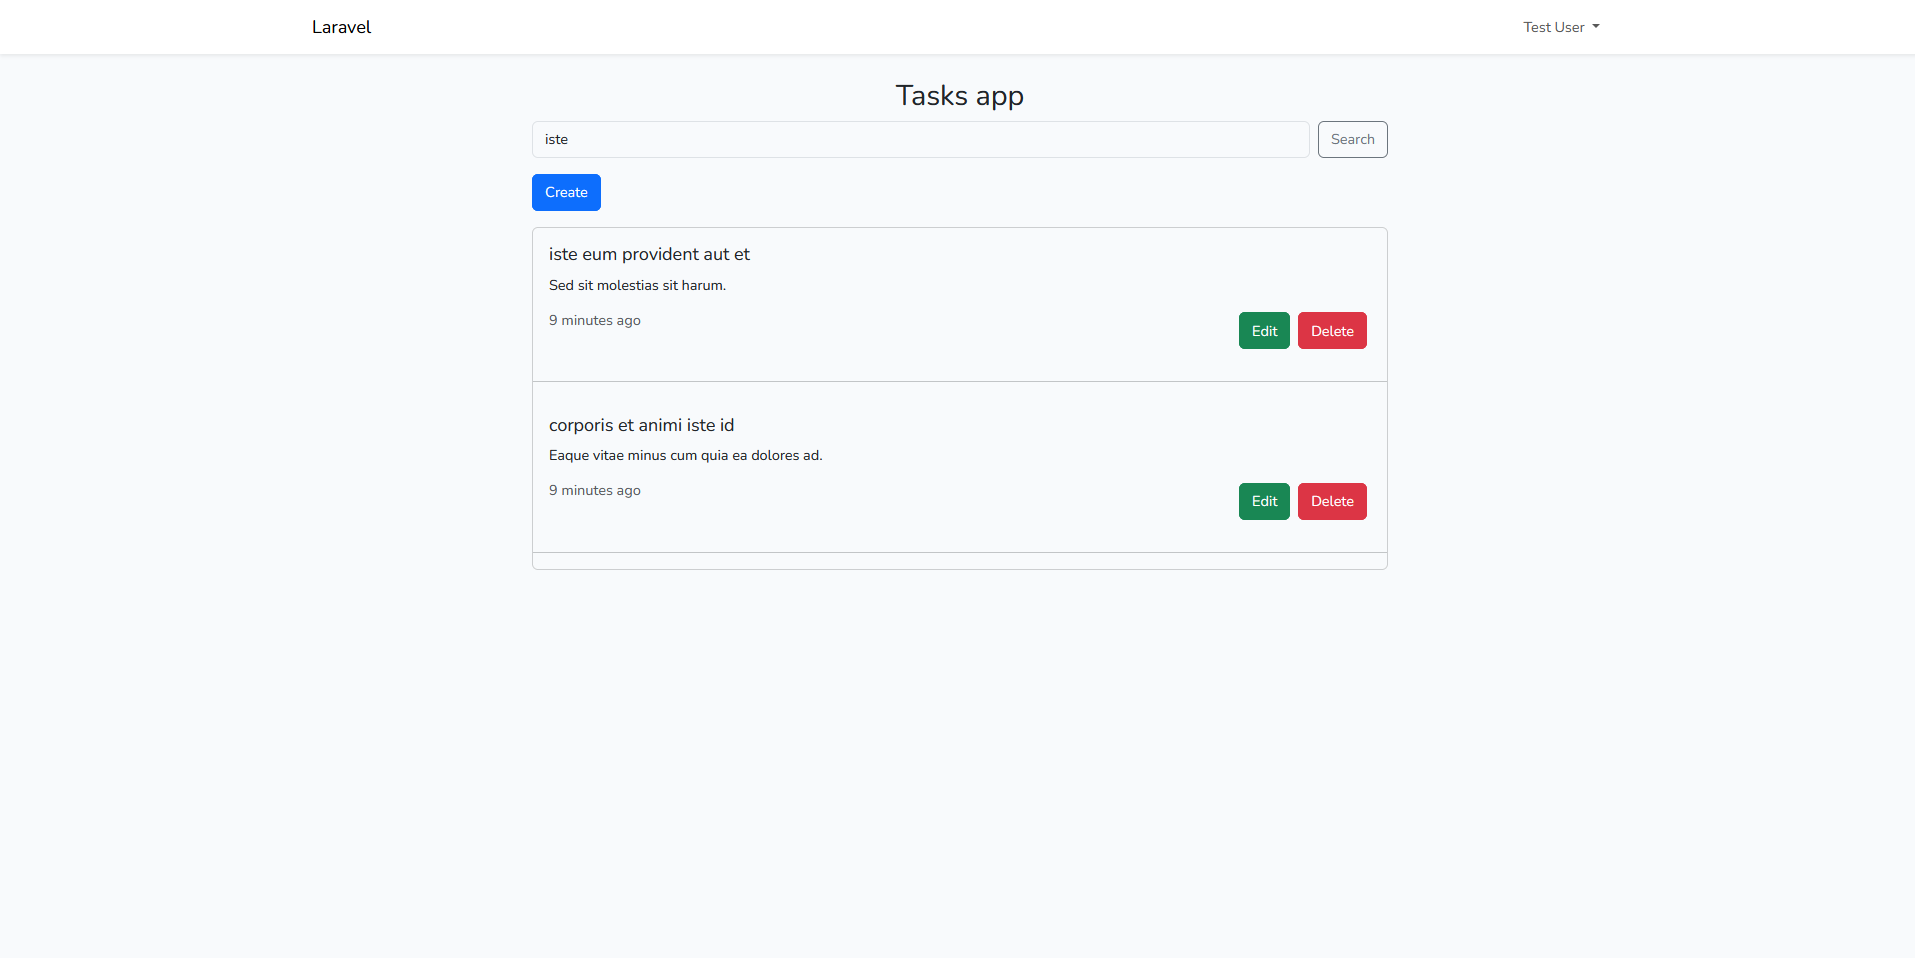 Laravel
Test User
Tasks app
iste
Search
Create
iste eum provident aut et
Sed sit molestias sit harum.
9 minutes ago
Edit
Delete
corporis et animi iste id
Eaque vitae minus cum quia ea dolores ad.
9 minutes ago
Edit
Delete